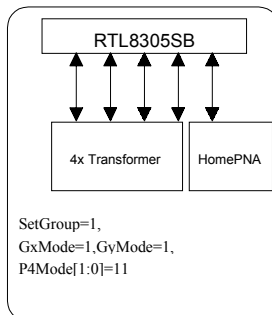 RTL8305SB
4x Transformer
HomePNA
SetGroup=1,
GxMode=1,GyMode=1,
P4Mode[1:0]=11